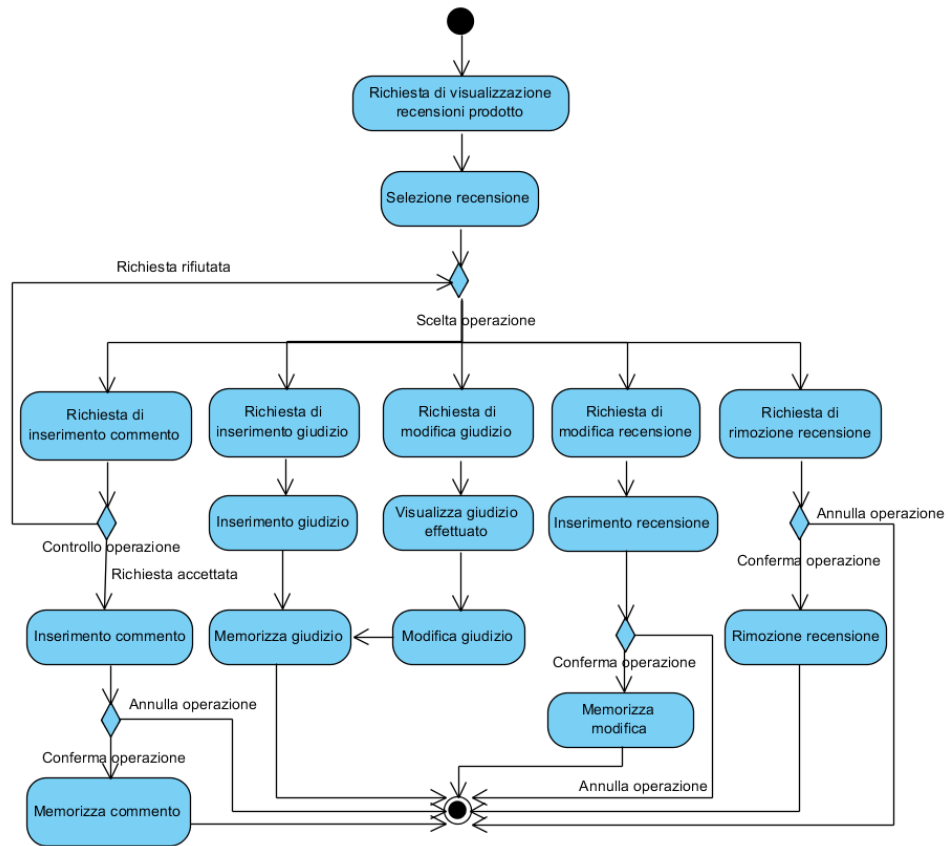 Richiesta di visualizzazione
recensioni prodotto
Selezione recensione
Richiesta rifiutata
Scelta operazione
Richiesta di
inserimento commento
Richiesta di
inserimento giudizio
Richiesta di
modifica giudizio
Richiesta di
modifica recensione
Richiesta di
rimozione recensione
Controllo operazione
Richiesta accettata
Inserimento giudizio
Visualizza giudizio
effettuato
Inserimento recensione
Annulla operazione
Conferma operazione
Inserimento commento
Memorizza giudizio
Modifica giudizio
Conferma operazione
Rimozione recensione
Annulla operazione
Conferma operazione
Memorizza
modifica
Annulla operazione
Memorizza commento